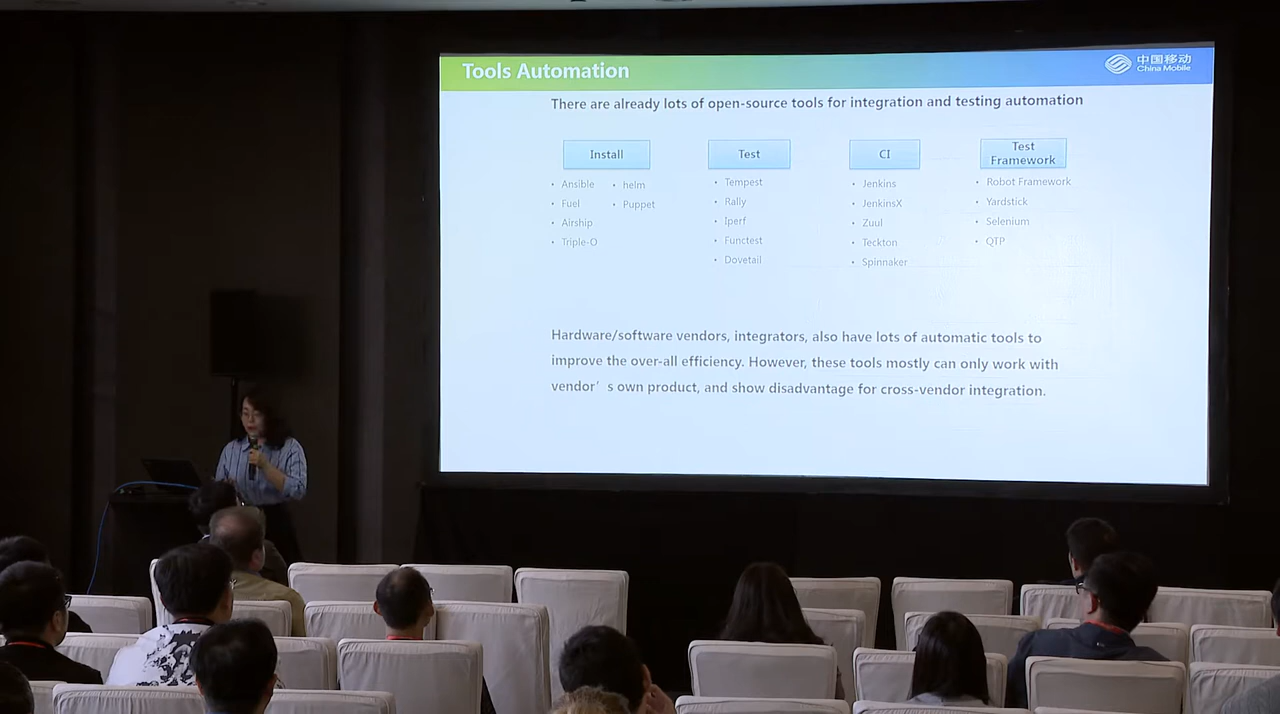 Tools Automation
中国移动
China Mobile
There are already lots of open-source tools for integration and testing automation
Install
Test
CI
Test
Framework
• Ansible
• helm
• Fuel
• Puppet
• Airship
• Triple-O
• Tempest
• Rally
• Iperf
• Functest
• Dovetail
• Jenkins
• JenkinsX
• Zuul
• Teckton
• Spinnaker
• Robot Framework
• Yardstick
• Selenium
• QTP
Hardware/software vendors, integrators, also have lots of automatic tools to
improve the over-all efficiency. However, these tools mostly can only work with
vendor’s own product, and show disadvantage for cross-vendor integration.